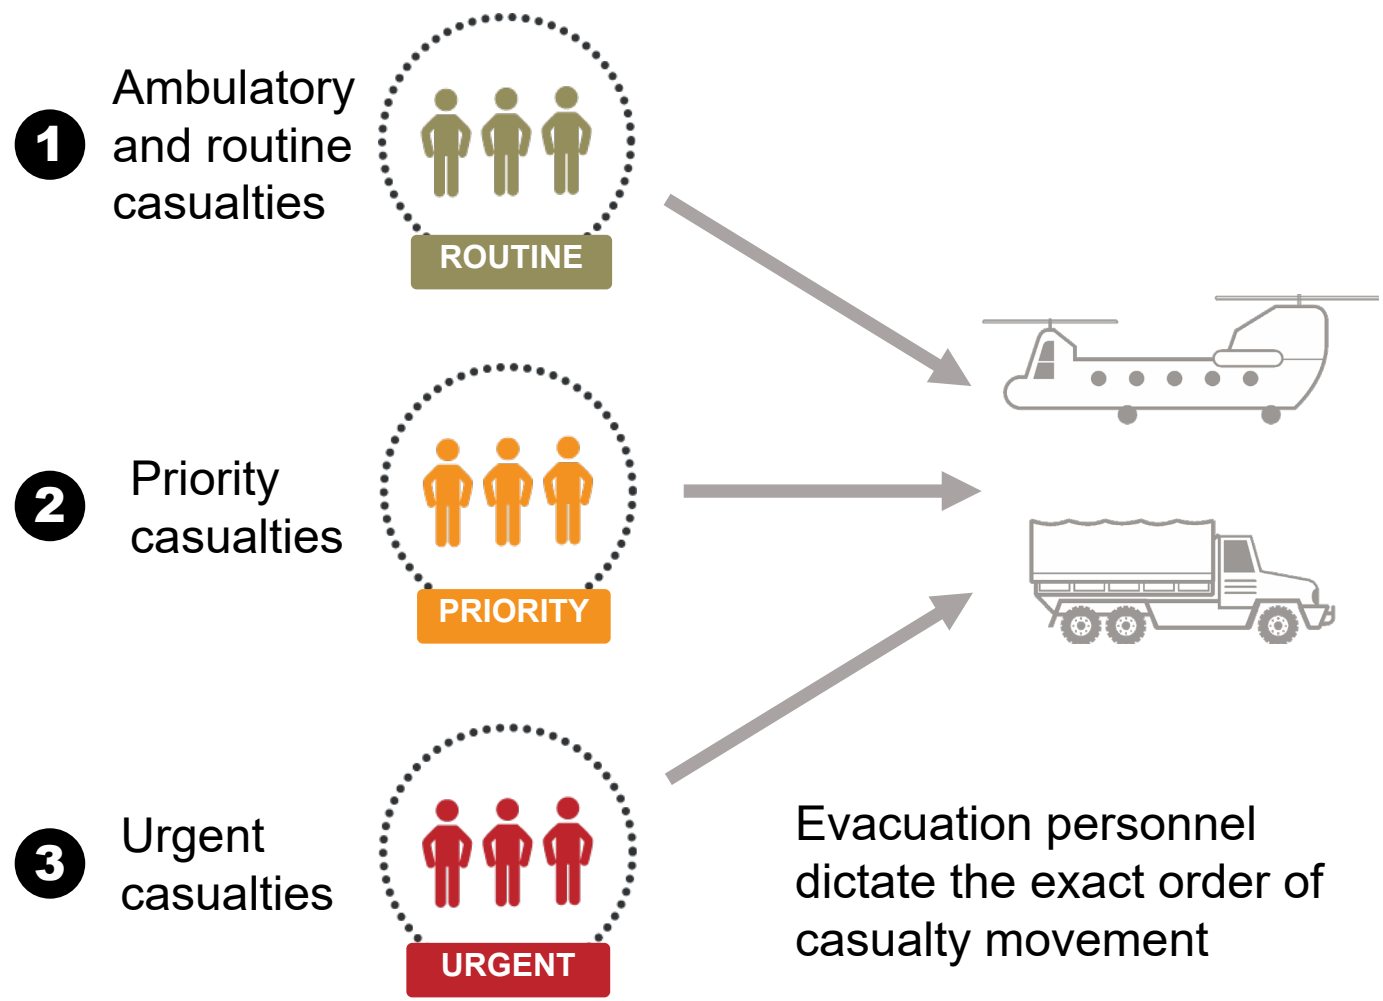 1
Ambulatory
and routine
casualties
ROUTINE
2
Priority
casualties
PRIORITY
3
Urgent
casualties
URGENT
Evacuation personnel
dictate the exact order of
casualty movement